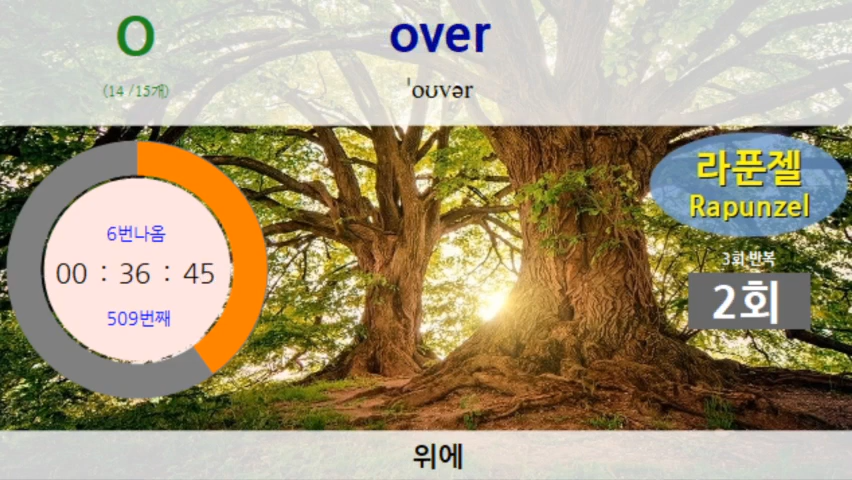 O
(14 /15개)
over
ˈoʊvər
라푼젤
Rapunzel
3회 반복
2회
6번나옴
00 : 36 : 45
509번째
위에